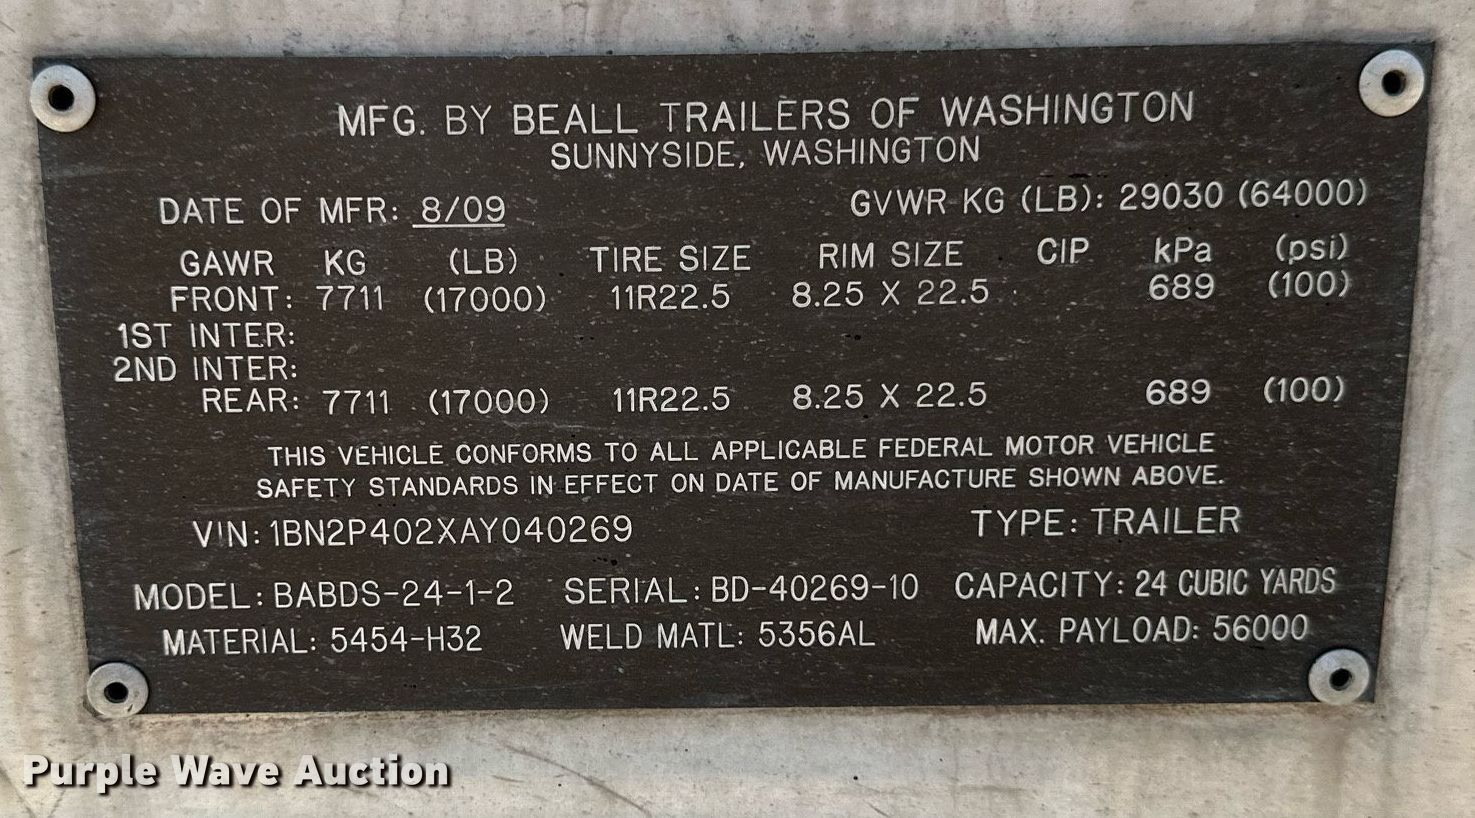 MFG. BY BEALL TRAILERS OF WASHINGTON
SUNNYSIDE, WASHINGTON
DATE OF MFR: 8/09 GVWR KG (LB): 29030 (64000)
GAWR KG (LB) TIRE SIZE RIM SIZE CIP kPa (psi)
FRONT: 7711 (17000) 11R22.5 8.25 X 22.5 689 (100)
1ST INTER:
2ND INTER:
REAR: 7711 (17000) 11R22.5 8.25 X 22.5 689 (100)
THIS VEHICLE CONFORMS TO ALL APPLICABLE FEDERAL MOTOR VEHICLE
SAFETY STANDARDS IN EFFECT ON DATE OF MANUFACTURE SHOWN ABOVE.
VIN: 1BN2P402XAY040269 TYPE: TRAILER
MODEL: BABDS-24-1-2 SERIAL: BD-40269-10 CAPACITY: 24 CUBIC YARDS
MATERIAL: 5454-H32 WELD MATL: 5356AL MAX. PAYLOAD: 56000
Purple Wave Auction